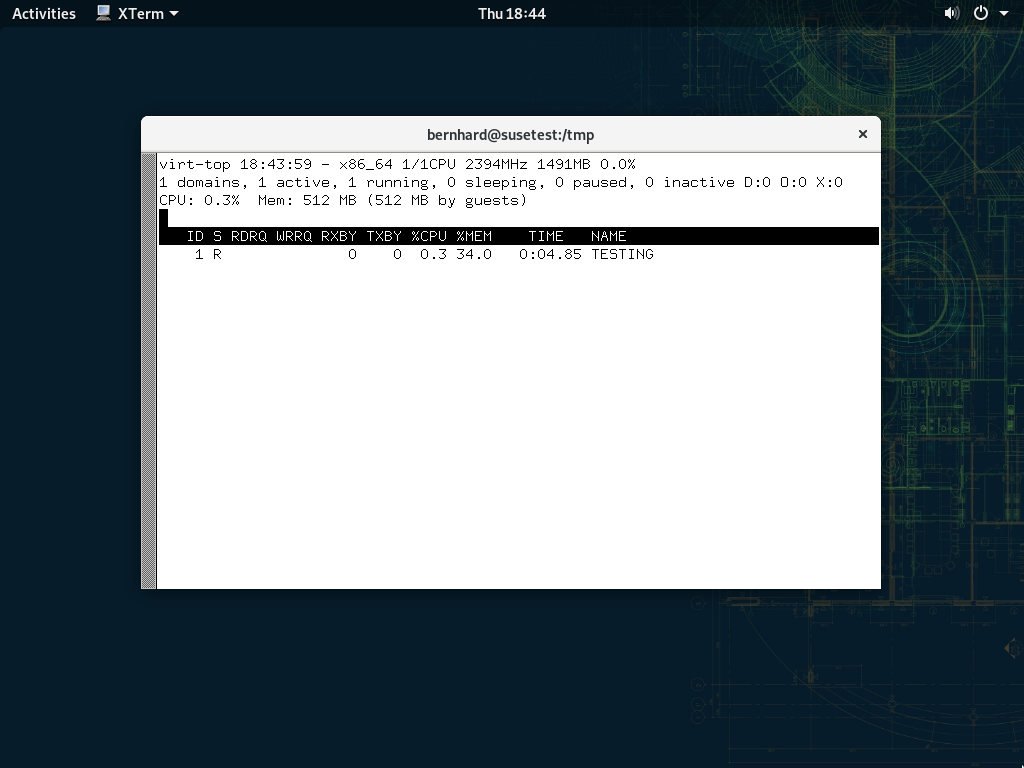 Activities XTerm Thu 18:44
bernhard@susetest:/tmp
virt-top 18:43:59 - x86_64 1/1CPU 2394MHz 1491MB 0.0%
1 domains, 1 active, 1 running, 0 sleeping, 0 paused, 0 inactive D:0 O:0 X:0
CPU: 0.3%  Mem: 512 MB (512 MB by guests)
ID S RDRQ WRRQ RXBY TXBY %CPU %MEM    TIME   NAME
1 R              0    0  0.3 34.0   0:04.85 TESTING